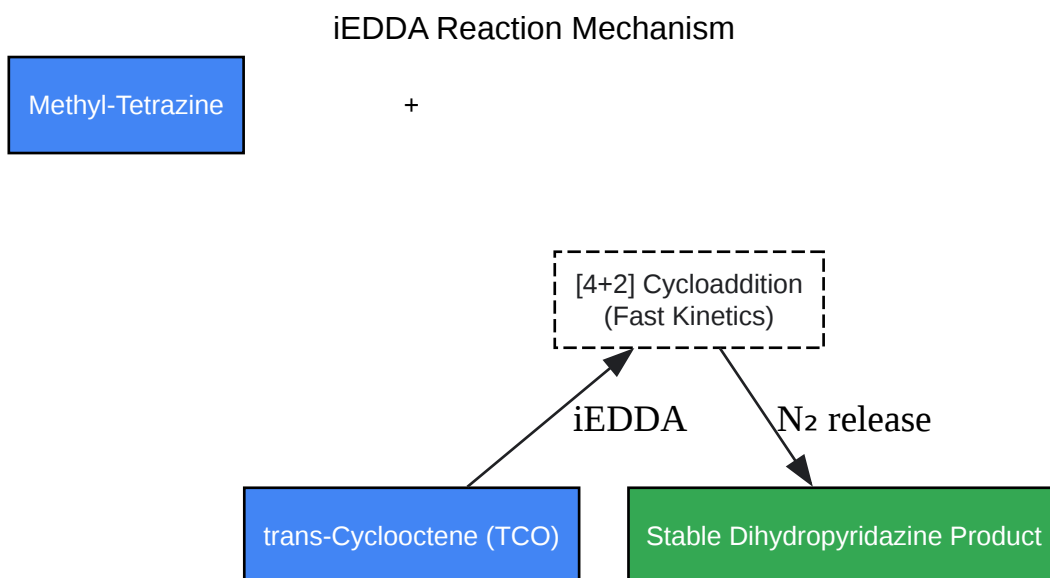 iEDDA Reaction Mechanism
Methyl-Tetrazine
+
[4+2] Cycloaddition
(Fast Kinetics)
iEDDA
N₂ release
trans-Cyclooctene (TCO)
Stable Dihydropyridazine Product